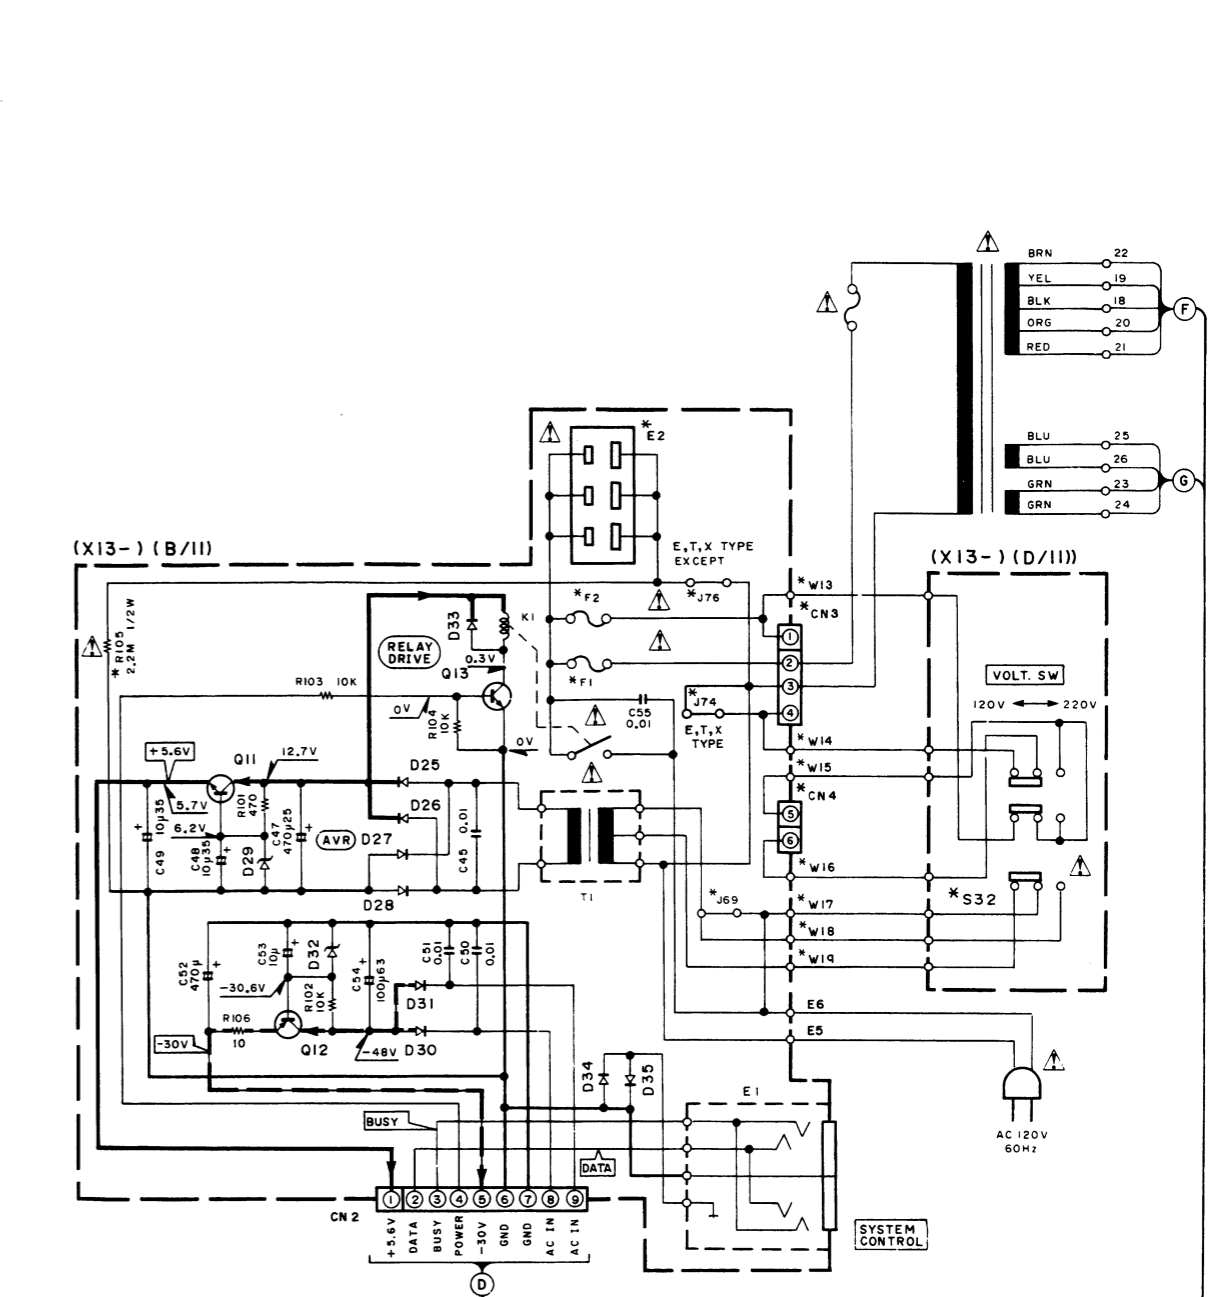 BRN 22
YEL 19
BLK 18
ORG 20
RED 21
F
BLU 25
BLU 26
GRN 23
GRN 24
G
*E2
(X13-)(B/11)
(X13-)(D/11))
E,T,X TYPE
EXCEPT
*J76
*W13
*CN3
*F2
*F1
K1
D33
RELAY
DRIVE
0.3V
Q13
* R105
2.2M 1/2W
R103 10K
0V
R104
10K
0V
C55
0.01
*J74
E,T,X
TYPE
1
2
3
4
VOLT. SW
120V 220V
*W14
*W15
*CN4
5
6
*W16
+5.6V
Q11
12.7V
5.7V
6.2V
R101
470
C47
470µ25
C49
10µ35
C48
10µ35
D29
AVR
D25
D26
D27
D28
C45 0.01
T1
*J69
*W17
*W18
*W19
*S32
C52
470µ
C53
10µ
D32
C54
100µ63
C51
0.01
C50
0.01
-30.6V
R102
10K
D31
R106
10
-30V
Q12
-48V
D30
E6
E5
D34
D35
E1
BUSY
DATA
AC 120V
60Hz
1 2 3 4 5 6 7 8 9
CN2
+5.6V
DATA
BUSY
POWER
-30V
GND
GND
AC IN
AC IN
D
SYSTEM
CONTROL